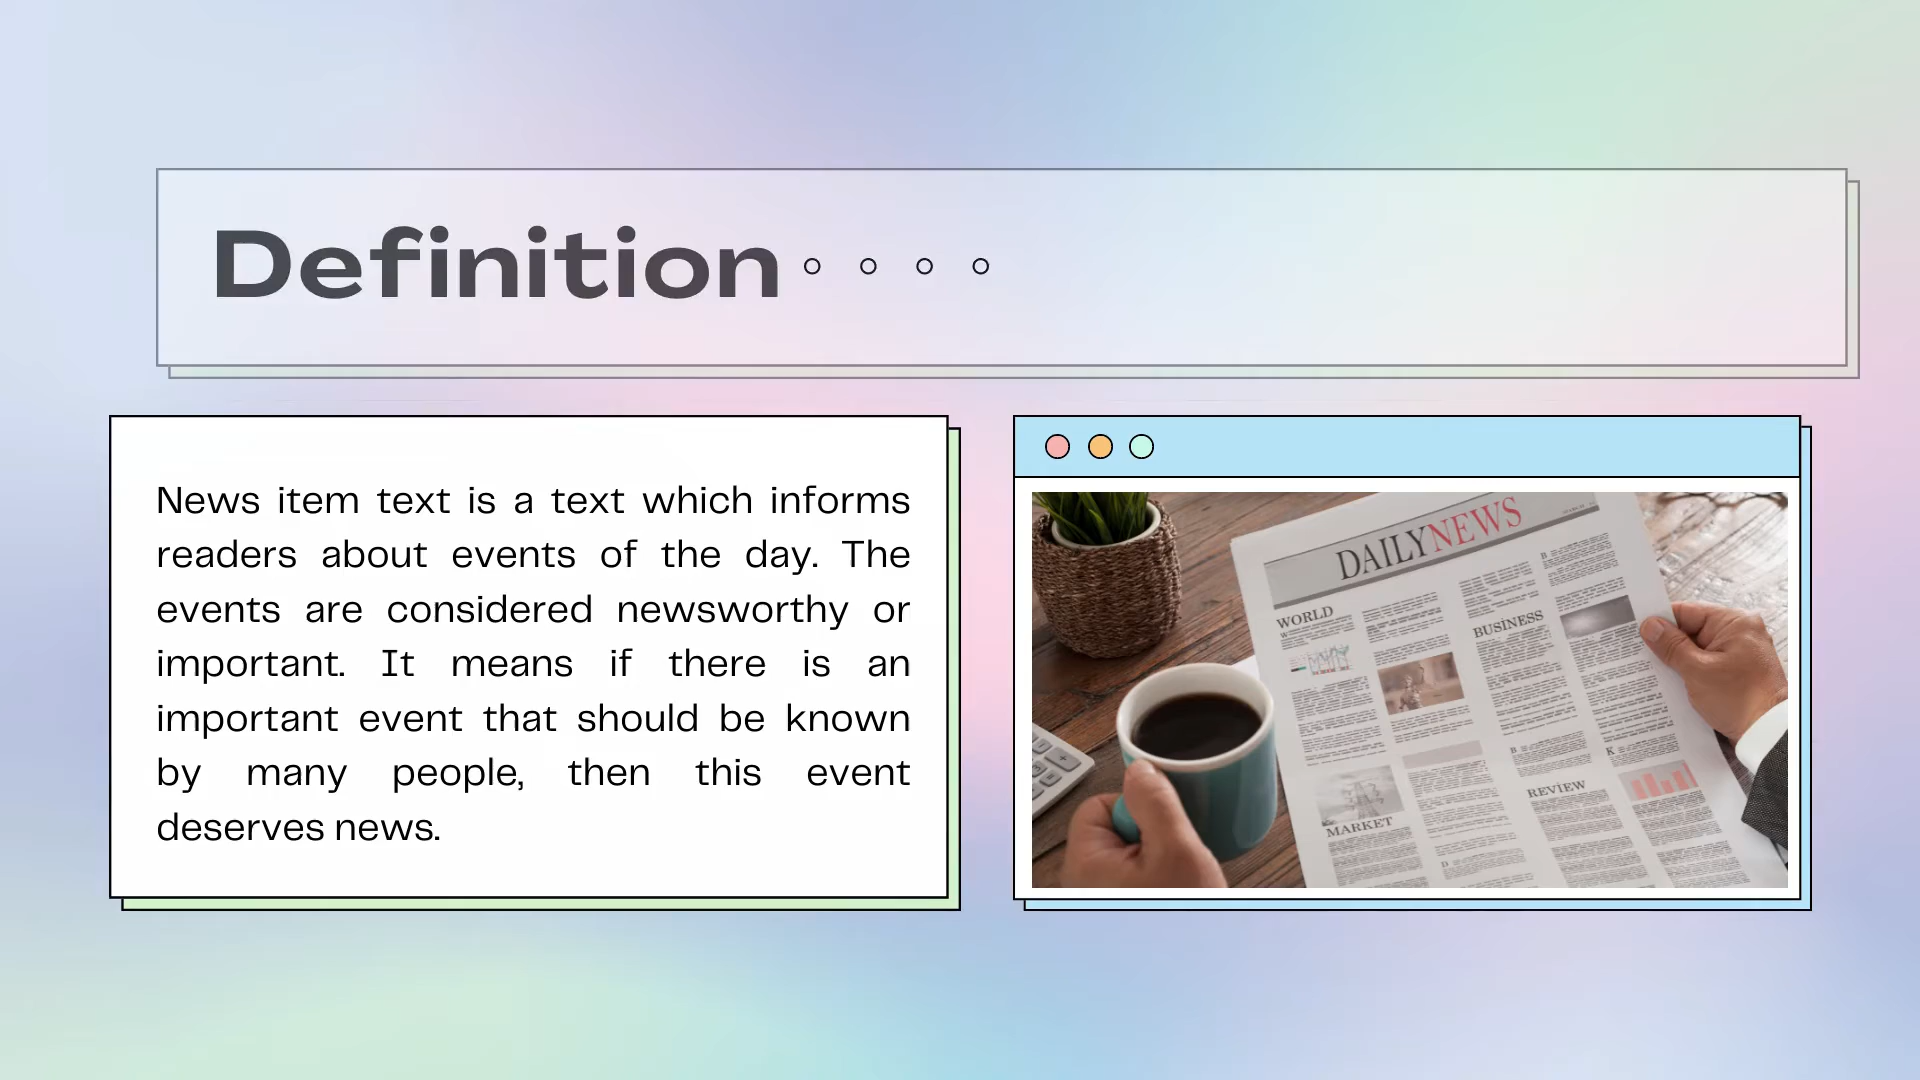 Definition
News item text is a text which informs
readers about events of the day. The
events are considered newsworthy or
important. It means if there is an
important event that should be known
by many people, then this event
deserves news.
DAILYNEWS
WORLD
BUSINESS
REVIEW
MARKET